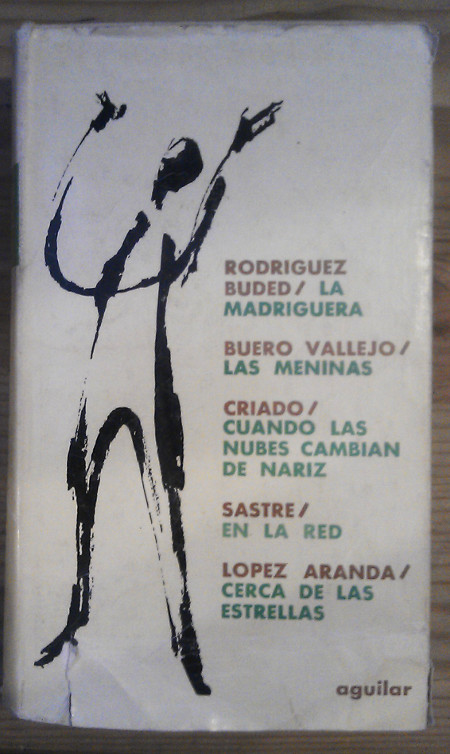 RODRIGUEZ
BUDED/ LA
MADRIGUERA
BUERO VALLEJO/
LAS MENINAS
CRIADO/
CUANDO LAS
NUBES CAMBIAN
DE NARIZ
SASTRE/
EN LA RED
LOPEZ ARANDA/
CERCA DE LAS
ESTRELLAS
aguilar